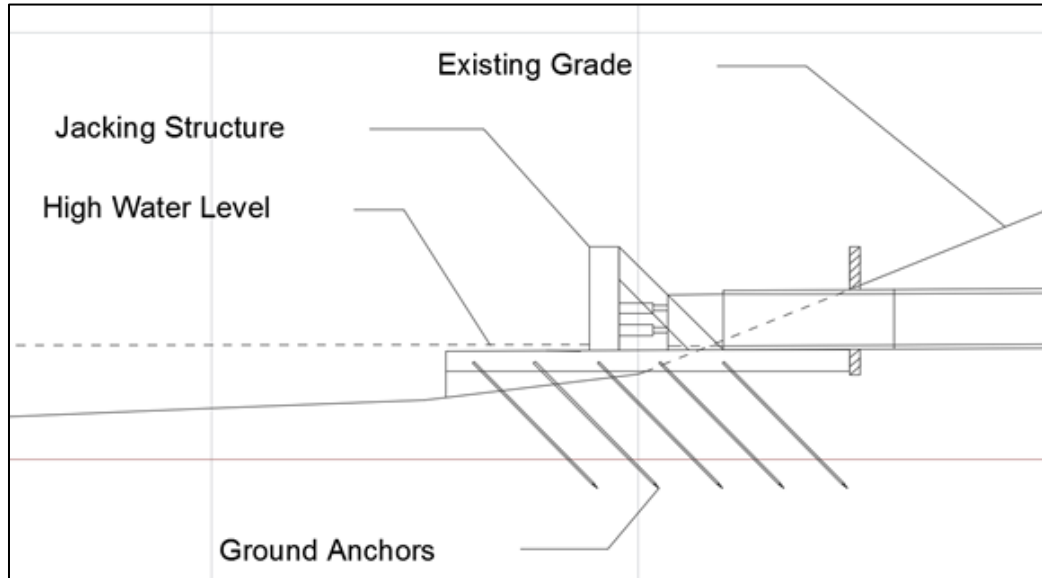 Existing Grade
Jacking Structure
High Water Level
Ground Anchors